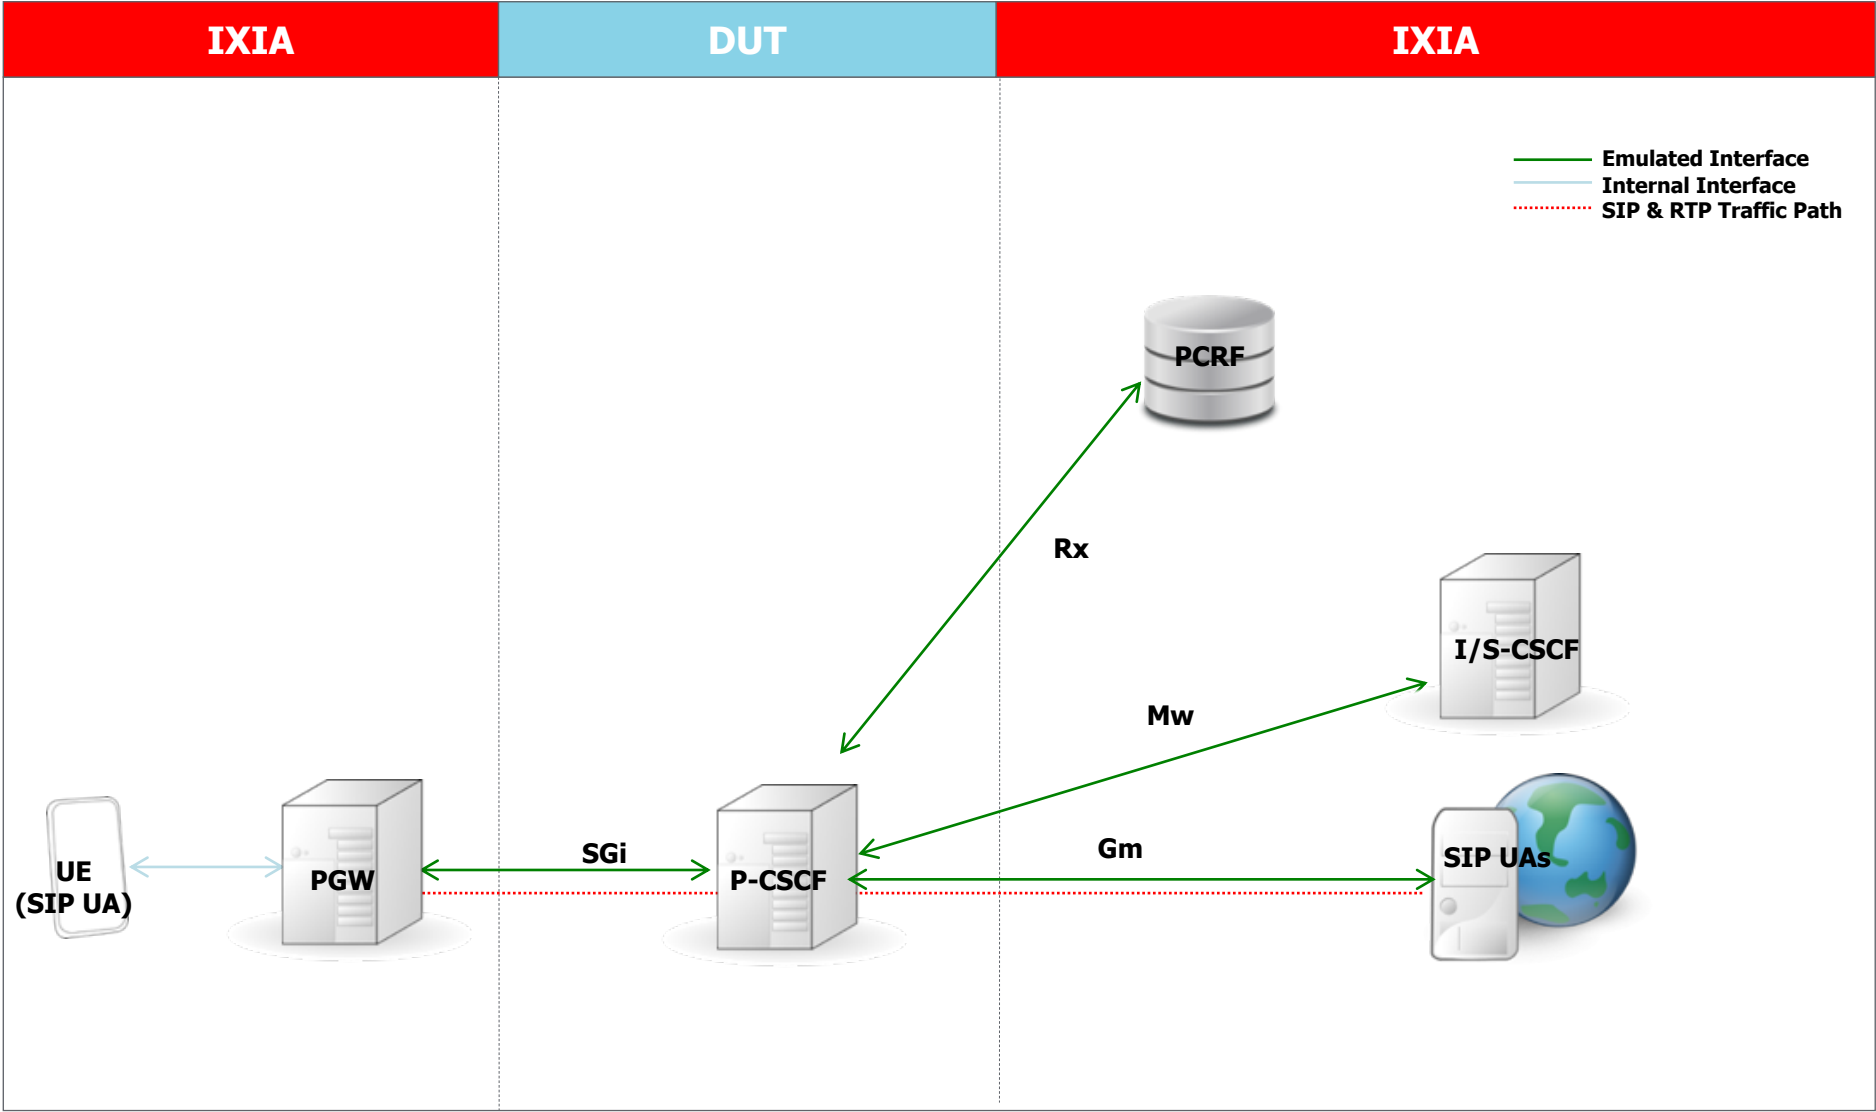 IXIA
DUT
IXIA
Emulated Interface
Internal Interface
SIP & RTP Traffic Path
PCRF
Rx
I/S-CSCF
Mw
SGi
Gm
SIP UAs
UE
(SIP UA)
PGW
P-CSCF